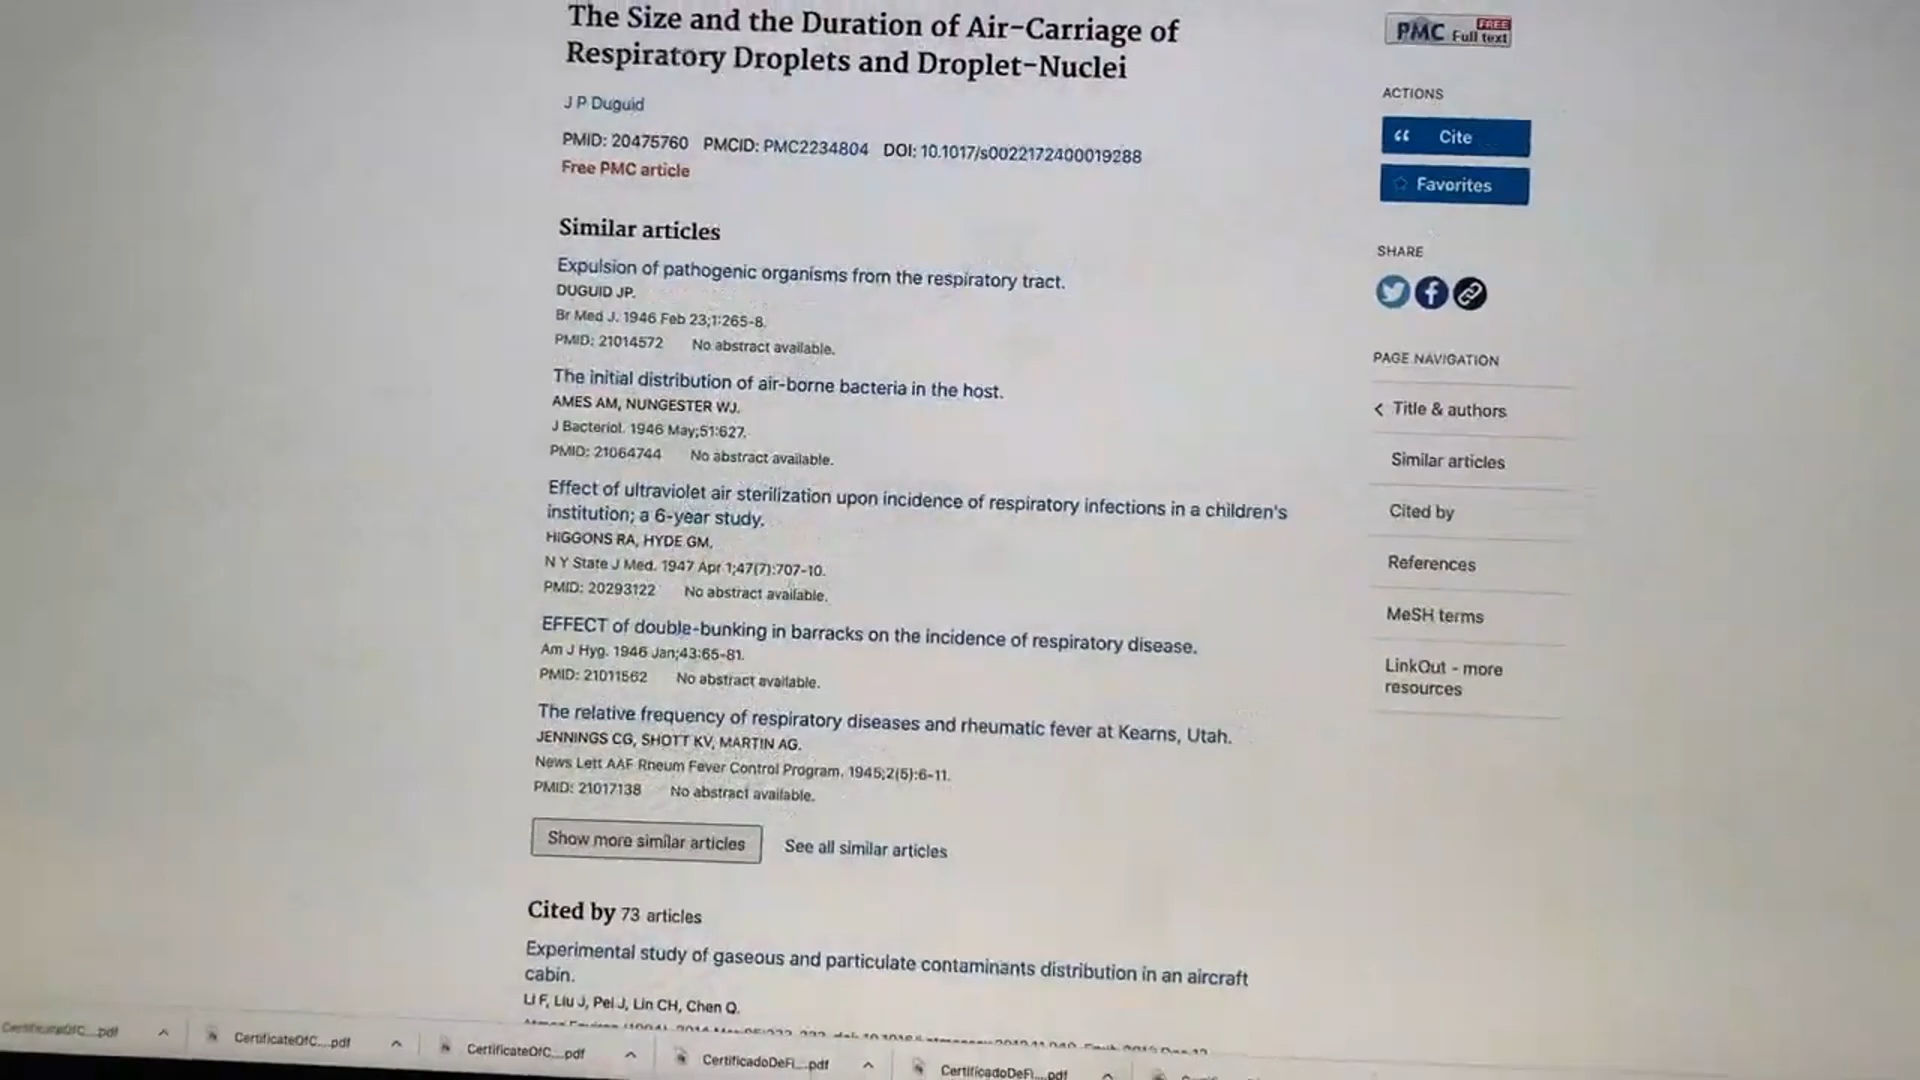 The Size and the Duration of Air-Carriage of
Respiratory Droplets and Droplet-Nuclei
J P Duguid
PMID: 20475760 PMCID: PMC2234804 DOI: 10.1017/s0022172400019288
Free PMC article
Similar articles
Expulsion of pathogenic organisms from the respiratory tract.
DUGUID JP.
Br Med J. 1946 Feb 23;1:265-8.
PMID: 21014572 No abstract available.
The initial distribution of air-borne bacteria in the host.
AMES AM, NUNGESTER WJ.
J Bacteriol. 1946 May;51:627.
PMID: 21064744 No abstract available.
Effect of ultraviolet air sterilization upon incidence of respiratory infections in a children's
institution; a 6-year study.
HIGGONS RA, HYDE GM.
N Y State J Med. 1947 Apr 1;47(7):707-10.
PMID: 20293122 No abstract available.
EFFECT of double-bunking in barracks on the incidence of respiratory disease.
Am J Hyg. 1946 Jan;43:65-81.
PMID: 21011562 No abstract available.
The relative frequency of respiratory diseases and rheumatic fever at Kearns, Utah.
JENNINGS CG, SHOTT KV, MARTIN AG.
News Lett AAF Rheum Fever Control Program. 1945;2(5):6-11.
PMID: 21017138 No abstract available.
Show more similar articles See all similar articles
Cited by 73 articles
Experimental study of gaseous and particulate contaminants distribution in an aircraft
cabin.
Li F, Liu J, Pei J, Lin CH, Chen Q.
PMC FREE Full text
ACTIONS
Cite
Favorites
SHARE
PAGE NAVIGATION
< Title & authors
Similar articles
Cited by
References
MeSH terms
LinkOut - more
resources
CertificateOfC....pdf CertificateOfC....pdf CertificateOfC....pdf CertificadoDeFi....pdf CertificadoDeFi....pdf